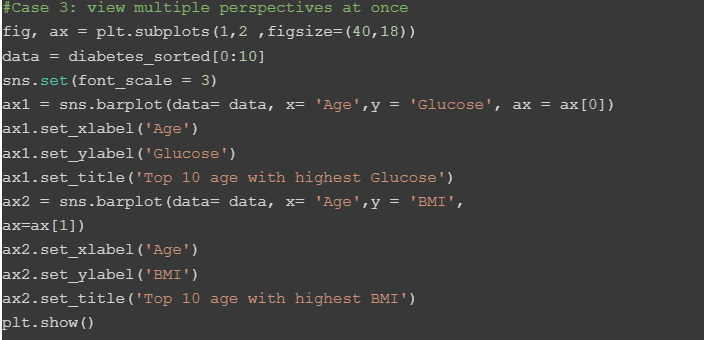 #Case 3: view multiple perspectives at once
fig, ax = plt.subplots(1,2 ,figsize=(40,18))
data = diabetes_sorted[0:10]
sns.set(font_scale = 3)
ax1 = sns.barplot(data= data, x= 'Age',y = 'Glucose', ax = ax[0])
ax1.set_xlabel('Age')
ax1.set_ylabel('Glucose')
ax1.set_title('Top 10 age with highest Glucose')
ax2 = sns.barplot(data= data, x= 'Age',y = 'BMI',
ax=ax[1])
ax2.set_xlabel('Age')
ax2.set_ylabel('BMI')
ax2.set_title('Top 10 age with highest BMI')
plt.show()